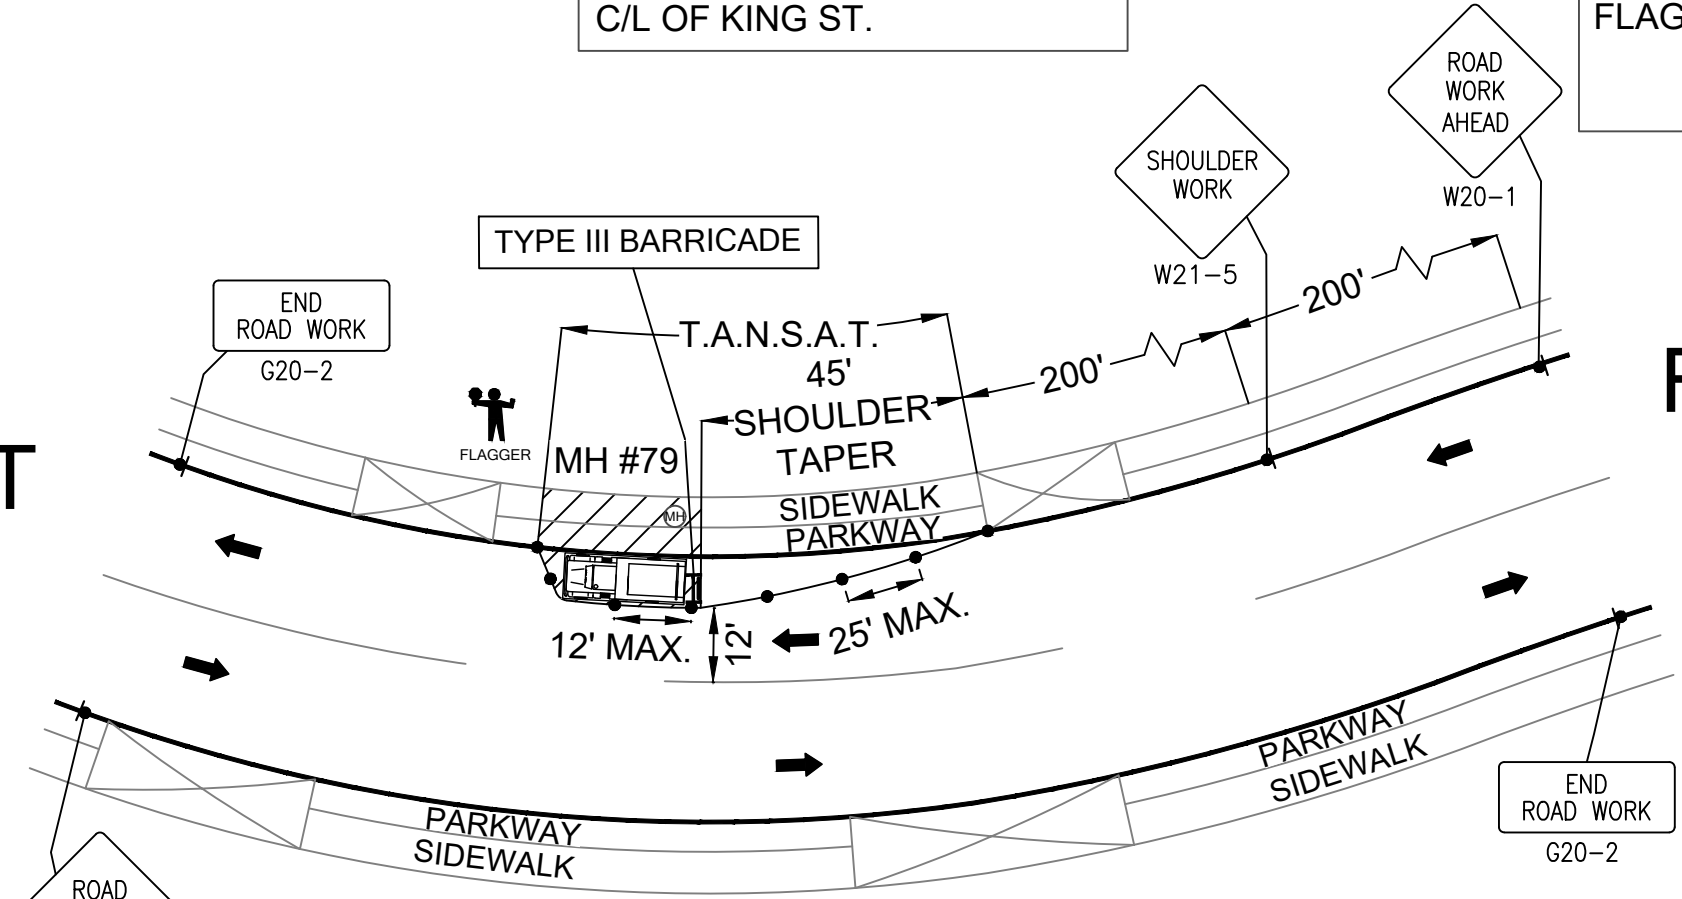 C/L OF KING ST.
FLAG
ROAD
WORK
AHEAD
W20-1
SHOULDER
WORK
W21-5
TYPE III BARRICADE
END
ROAD WORK
G20-2
T.A.N.S.A.T.
200'
200'
45'
SHOULDER
TAPER
FLAGGER
MH #79
MH
SIDEWALK
PARKWAY
T
12' MAX.
12'
25' MAX.
PARKWAY
SIDEWALK
PARKWAY
SIDEWALK
END
ROAD WORK
G20-2
ROAD